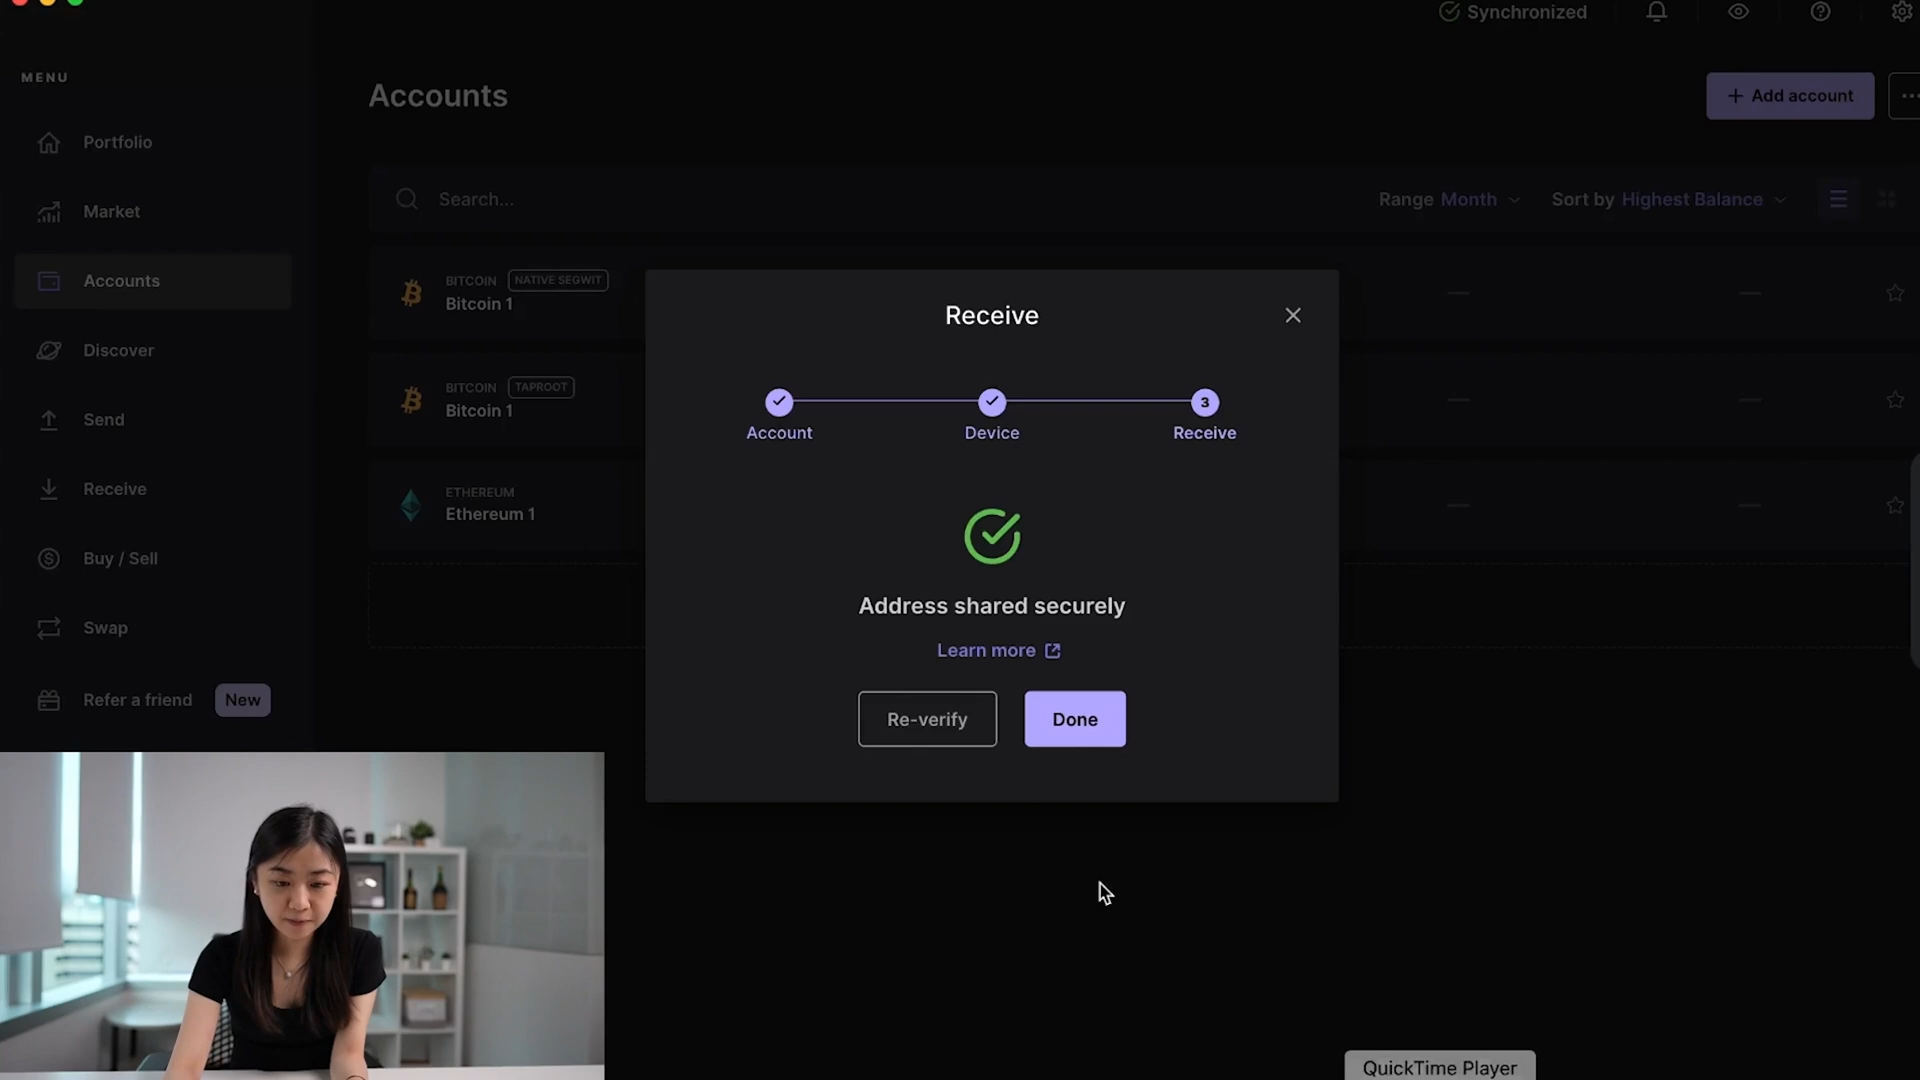 Synchronized
MENU
Accounts
+ Add account
Portfolio
Market
Search...
Range Month
Sort by Highest Balance
Accounts
BITCOIN NATIVE SEGWIT
Bitcoin 1
Discover
BITCOIN TAPROOT
Bitcoin 1
Send
Receive
ETHEREUM
Ethereum 1
Buy / Sell
Swap
Refer a friend New
Receive
3
Account
Device
Receive
Address shared securely
Learn more
Re-verify
Done
QuickTime Player